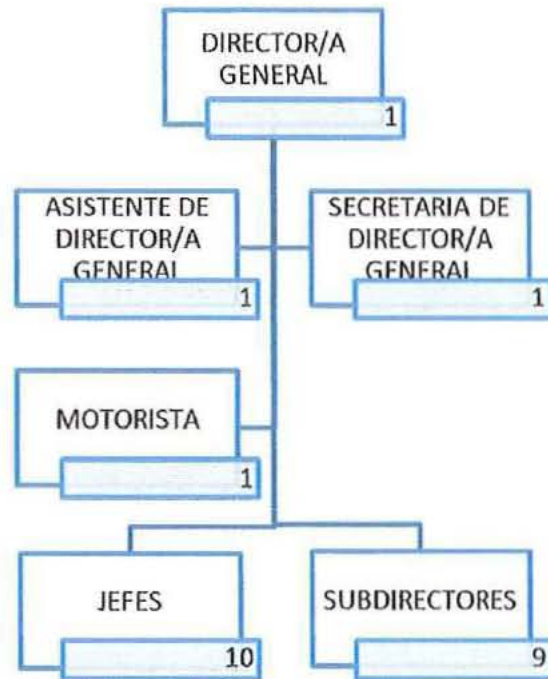 DIRECTOR/A
GENERAL
1
ASISTENTE DE
DIRECTOR/A
GENERAL
1
SECRETARIA DE
DIRECTOR/A
GENERAL
1
MOTORISTA
1
JEFES
10
SUBDIRECTORES
9